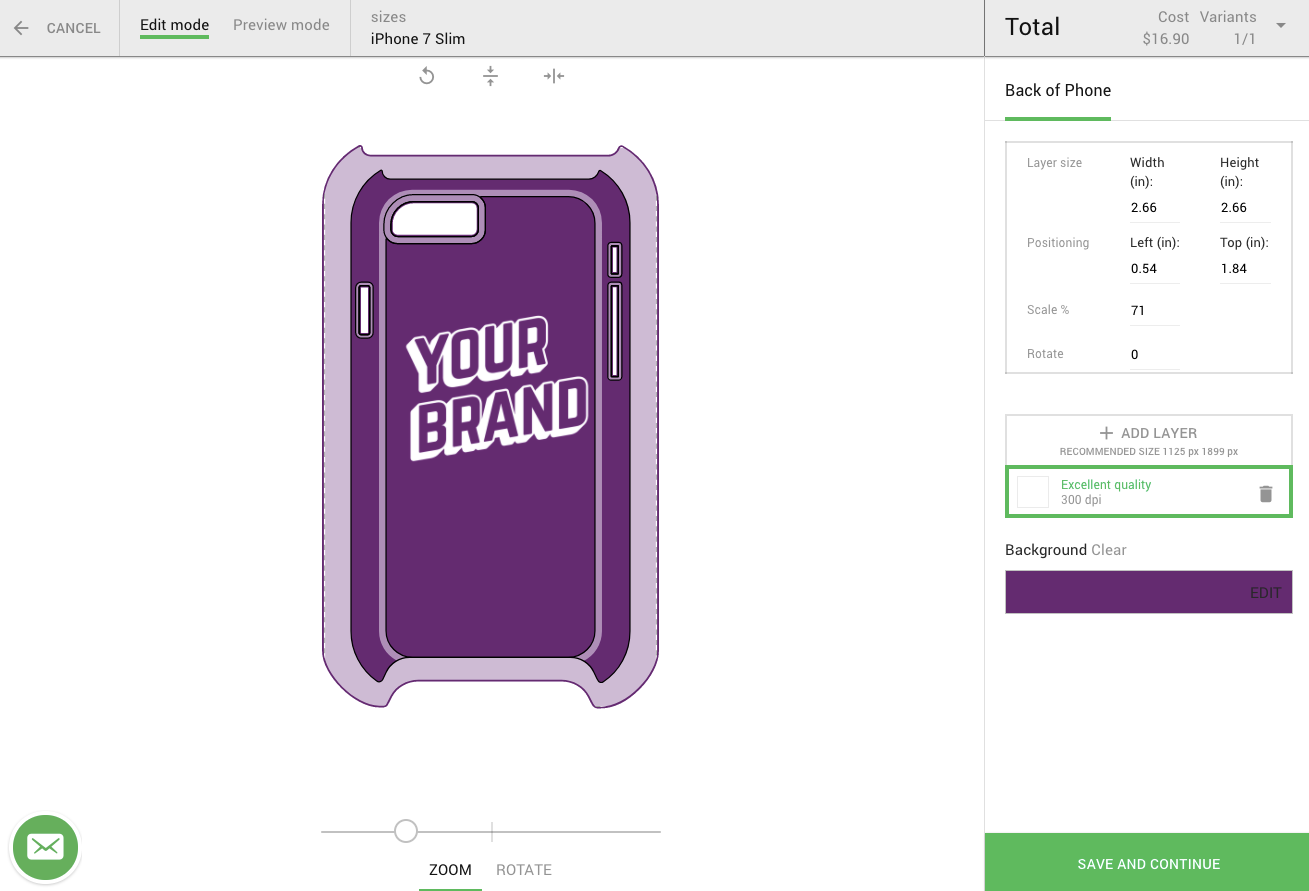 CANCEL
Edit mode
Preview mode
sizes
iPhone 7 Slim
Total
Cost
$16.90
Variants
1/1
Back of Phone
Layer size
Width (in):
2.66
Height (in):
2.66
Positioning
Left (in):
0.54
Top (in):
1.84
Scale %
71
Rotate
0
YOUR
BRAND
ADD LAYER
RECOMMENDED SIZE 1125 px 1899 px
Excellent quality
300 dpi
Background Clear
EDIT
ZOOM
ROTATE
SAVE AND CONTINUE